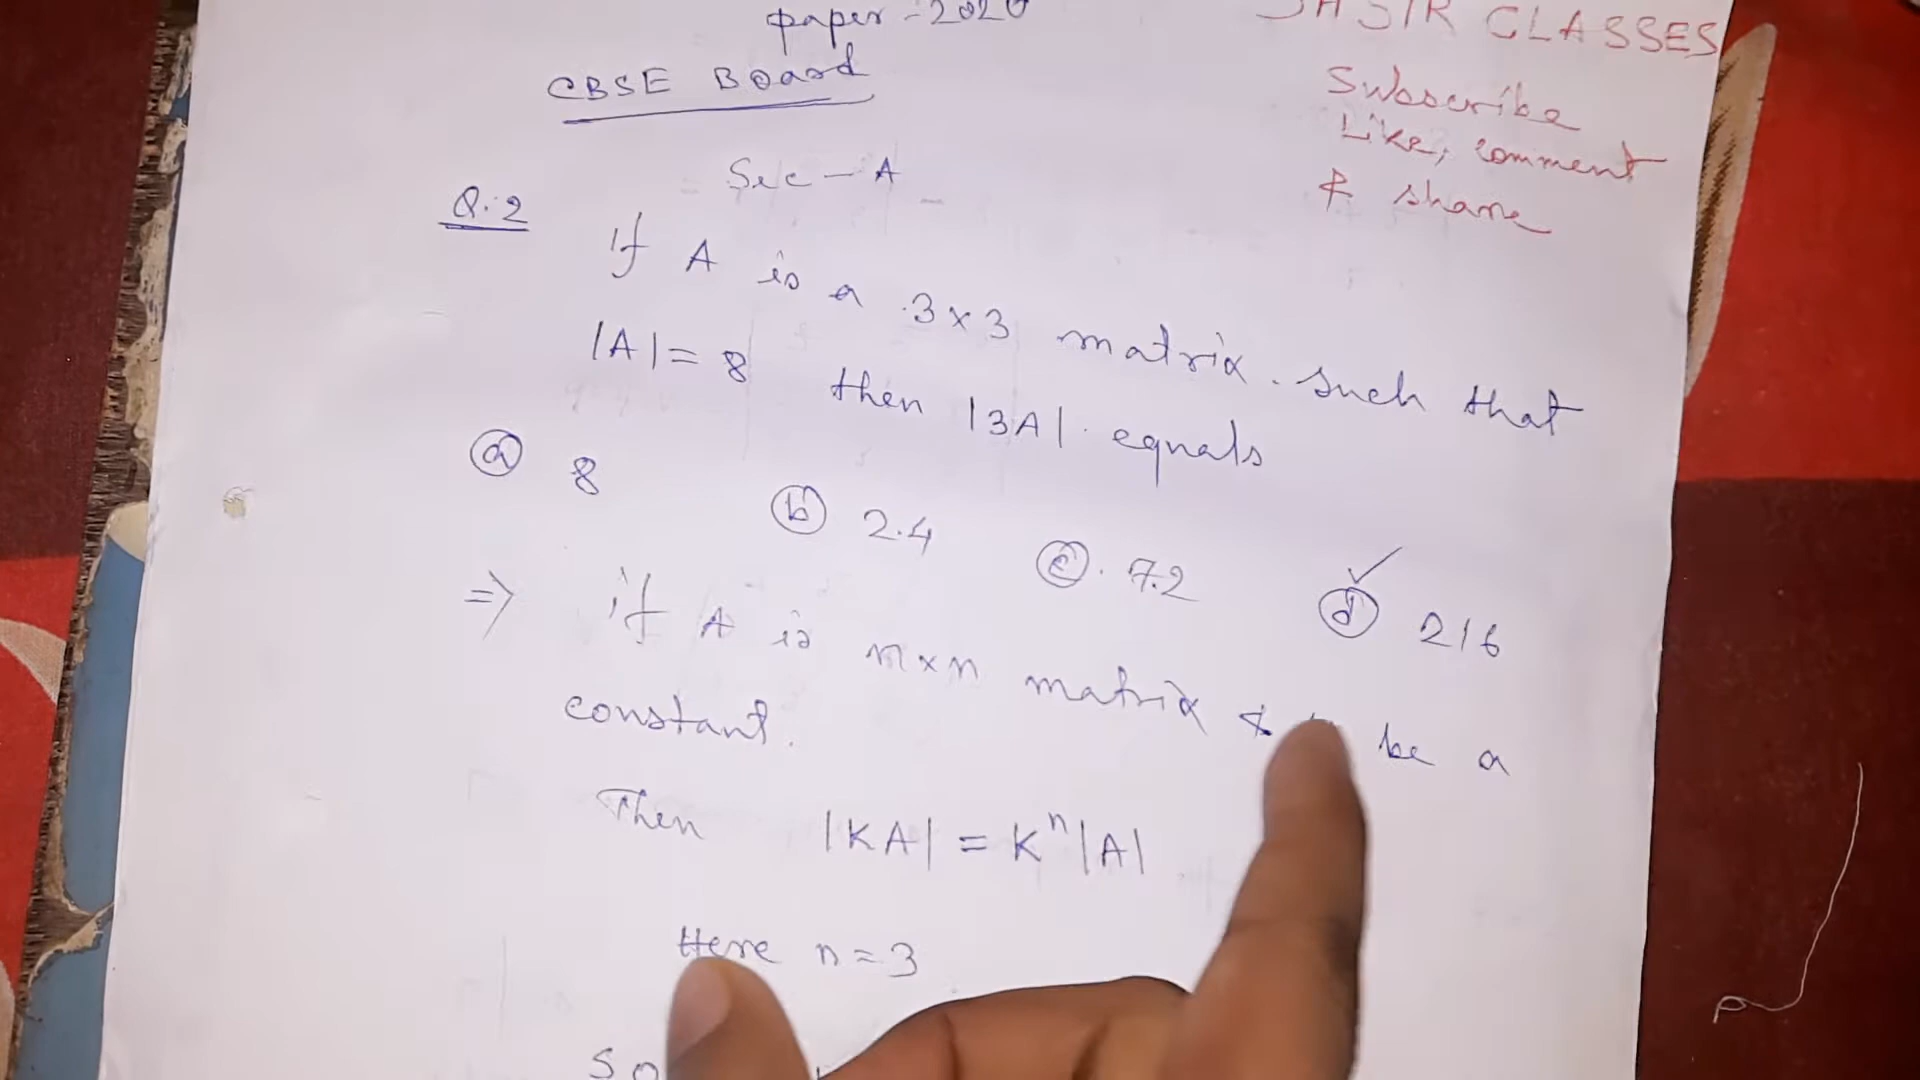 paper - 2020
CBSE Board
SIR CLASSES
Subscribe
Like, comment
& share
Sec - A
Q.2 If A is a 3×3 matrix. such that
|A| = 8 then |3A| equals
(a) 8 (b) 2.4 (c) 7.2 (d) 216
=> if A is n×n matrix & be a
constant.
Then |KA| = Kⁿ|A|
Here n = 3
So